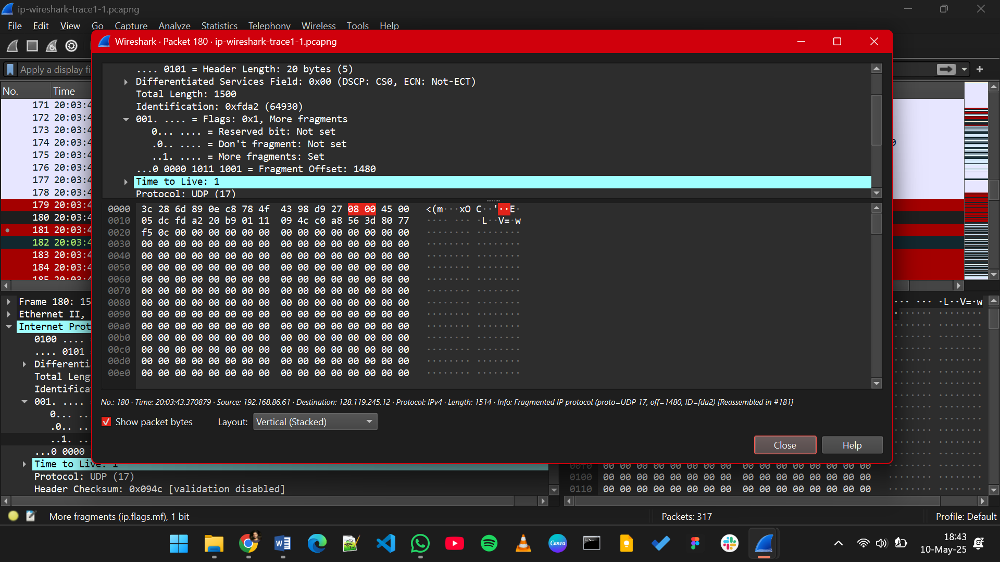 ip-wireshark-trace1-1.pcapng
File Edit View Go Capture Analyze Statistics Telephony Wireless Tools Help
Wireshark · Packet 180 · ip-wireshark-trace1-1.pcapng
Apply a display fi
No. Time
171 20:03:4
172 20:03:4
173 20:03:4
174 20:03:4
175 20:03:4
176 20:03:4
177 20:03:4
178 20:03:4
179 20:03:4
180 20:03:4
181 20:03:4
182 20:03:4
183 20:03:4
184 20:03:4
185 20:03:4
.... 0101 = Header Length: 20 bytes (5)
Differentiated Services Field: 0x00 (DSCP: CS0, ECN: Not-ECT)
Total Length: 1500
Identification: 0xfda2 (64930)
001. .... = Flags: 0x1, More fragments
0... .... = Reserved bit: Not set
.0.. .... = Don't fragment: Not set
..1. .... = More fragments: Set
...0 0000 1011 1001 = Fragment Offset: 1480
Time to Live: 1
Protocol: UDP (17)
0000 3c 28 6d 89 0e c8 78 4f 43 98 d9 27 08 00 45 00 <(m···xO C··'··E·
0010 05 dc fd a2 20 b9 01 11 09 4c c0 a8 56 3d 80 77 ···· ··· ·L··V=·w
0020 f5 0c 00 00 00 00 00 00 00 00 00 00 00 00 00 00 ········ ········
0030 00 00 00 00 00 00 00 00 00 00 00 00 00 00 00 00 ········ ········
0040 00 00 00 00 00 00 00 00 00 00 00 00 00 00 00 00 ········ ········
0050 00 00 00 00 00 00 00 00 00 00 00 00 00 00 00 00 ········ ········
0060 00 00 00 00 00 00 00 00 00 00 00 00 00 00 00 00 ········ ········
0070 00 00 00 00 00 00 00 00 00 00 00 00 00 00 00 00 ········ ········
0080 00 00 00 00 00 00 00 00 00 00 00 00 00 00 00 00 ········ ········
0090 00 00 00 00 00 00 00 00 00 00 00 00 00 00 00 00 ········ ········
00a0 00 00 00 00 00 00 00 00 00 00 00 00 00 00 00 00 ········ ········
00b0 00 00 00 00 00 00 00 00 00 00 00 00 00 00 00 00 ········ ········
00c0 00 00 00 00 00 00 00 00 00 00 00 00 00 00 00 00 ········ ········
00d0 00 00 00 00 00 00 00 00 00 00 00 00 00 00 00 00 ········ ········
00e0 00 00 00 00 00 00 00 00 00 00 00 00 00 00 00 00 ········ ········
No.: 180 · Time: 20:03:43.370879 · Source: 192.168.86.61 · Destination: 128.119.245.12 · Protocol: IPv4 · Length: 1514 · Info: Fragmented IP protocol (proto=UDP 17, off=1480, ID=fda2) [Reassembled in #181]
Show packet bytes Layout: Vertical (Stacked)
Close Help
Frame 180: 15
Ethernet II,
Internet Prot
0100 .... =
.... 0101
Differenti
Total Leng
Identifica
001. .... =
0... ...
.0.. ..
..1. ...
...0 0000
Time to Live: 1
Protocol: UDP (17)
Header Checksum: 0x094c [validation disabled]
··· ··· ·L··V=·w
00f0 00 00 00 00 00 00 00 00 00 00 00 00 00 00 00 00
0100 00 00 00 00 00 00 00 00 00 00 00 00 00 00 00 00
0110 00 00 00 00 00 00 00 00 00 00 00 00 00 00 00 00
More fragments (ip.flags.mf), 1 bit
Packets: 317
Profile: Default
Canva
18:43
10-May-25